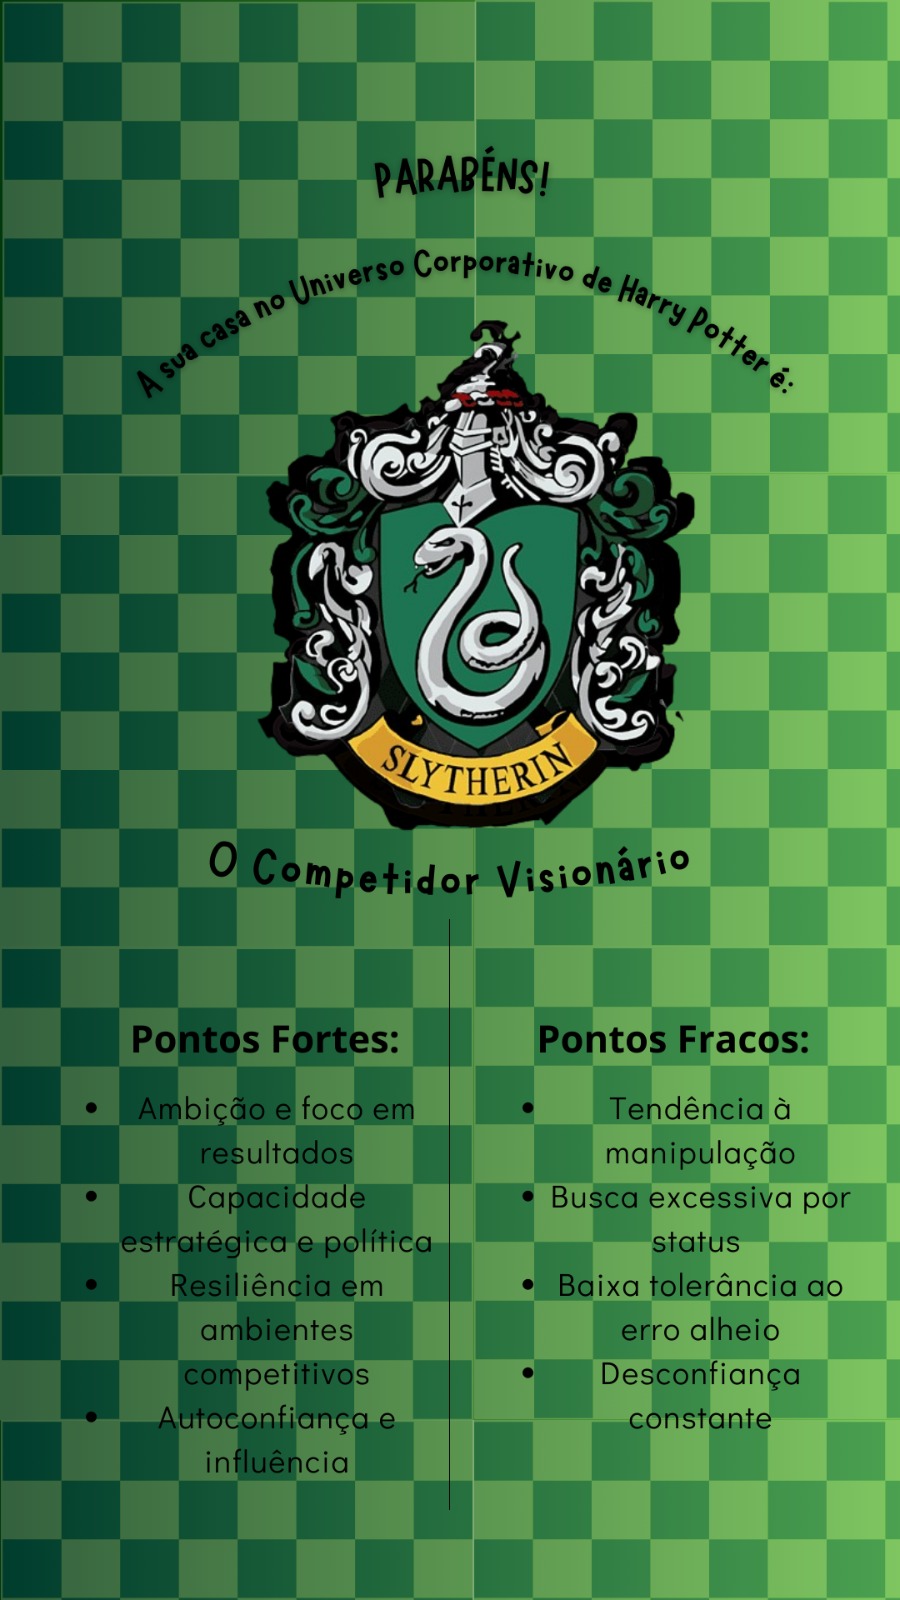 PARABÉNS!
A sua casa no Universo Corporativo de Harry Potter é:
SLYTHERIN
O Competidor Visionário
Pontos Fortes:
• Ambição e foco em
resultados
• Capacidade
estratégica e política
• Resiliência em
ambientes
competitivos
• Autoconfiança e
influência
Pontos Fracos:
• Tendência à
manipulação
• Busca excessiva por
status
• Baixa tolerância ao
erro alheio
• Desconfiança
constante